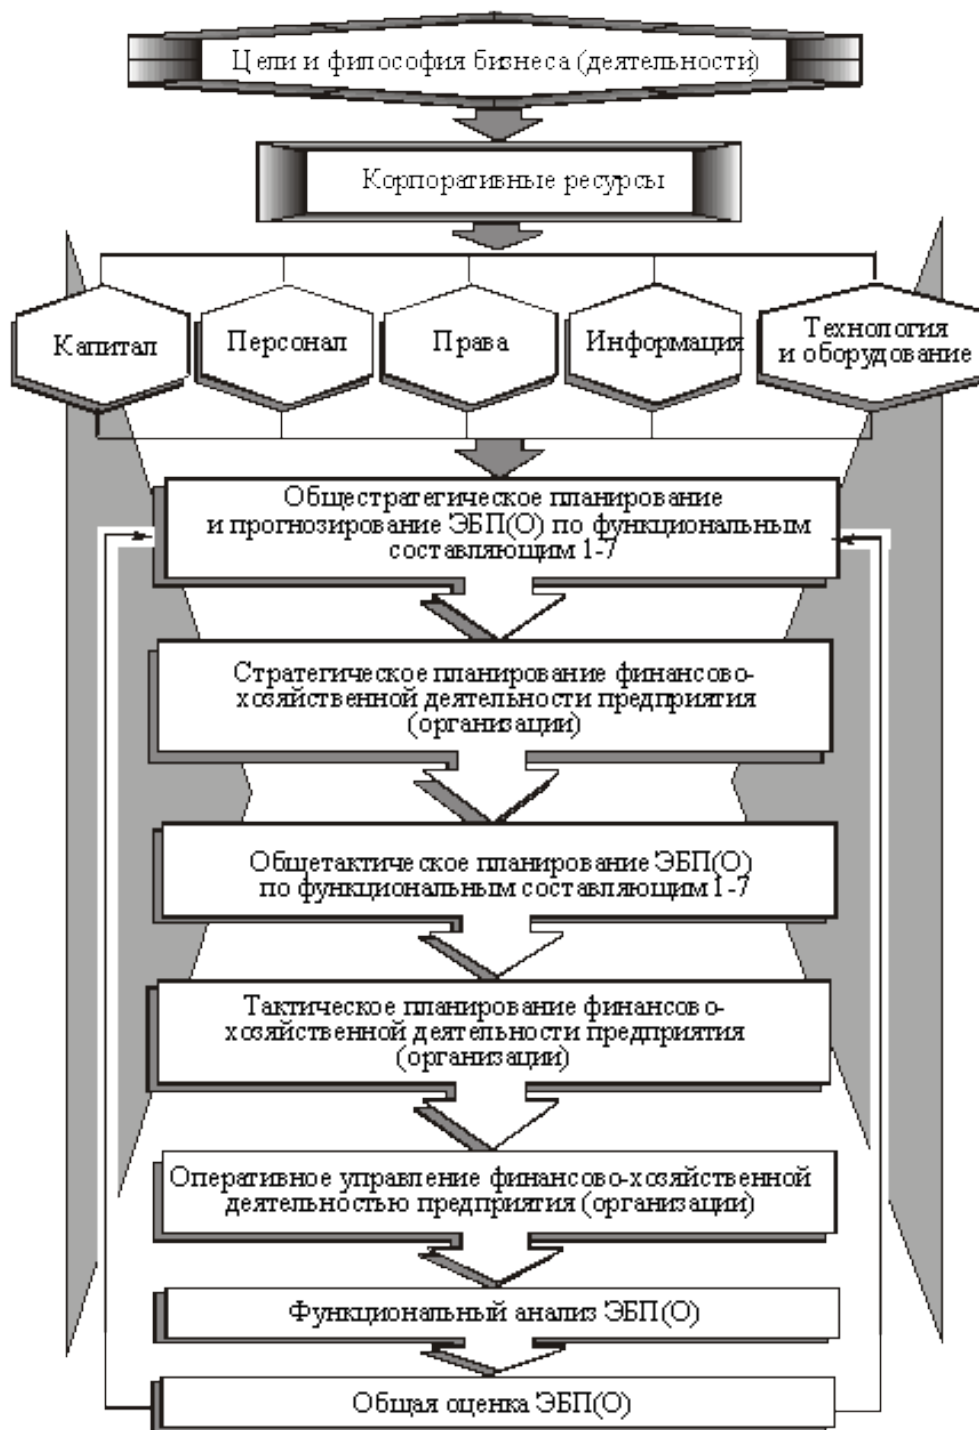 Цели и философия бизнеса (деятельности)
Корпоративные ресурсы
Капитал
Персонал
Права
Информация
Технология
и оборудование
Общестратегическое планирование
и прогнозирование ЭБП(О) по функциональным
составляющим 1-7
Стратегическое планирование финансово-
хозяйственной деятельности предприятия
(организации)
Общетактическое планирование ЭБП(О)
по функциональным составляющим 1-7
Тактическое планирование финансово-
хозяйственной деятельности предприятия
(организации)
Оперативное управление финансово-хозяйственной
деятельностью предприятия (организации)
Функциональный анализ ЭБП(О)
Общая оценка ЭБП(О)